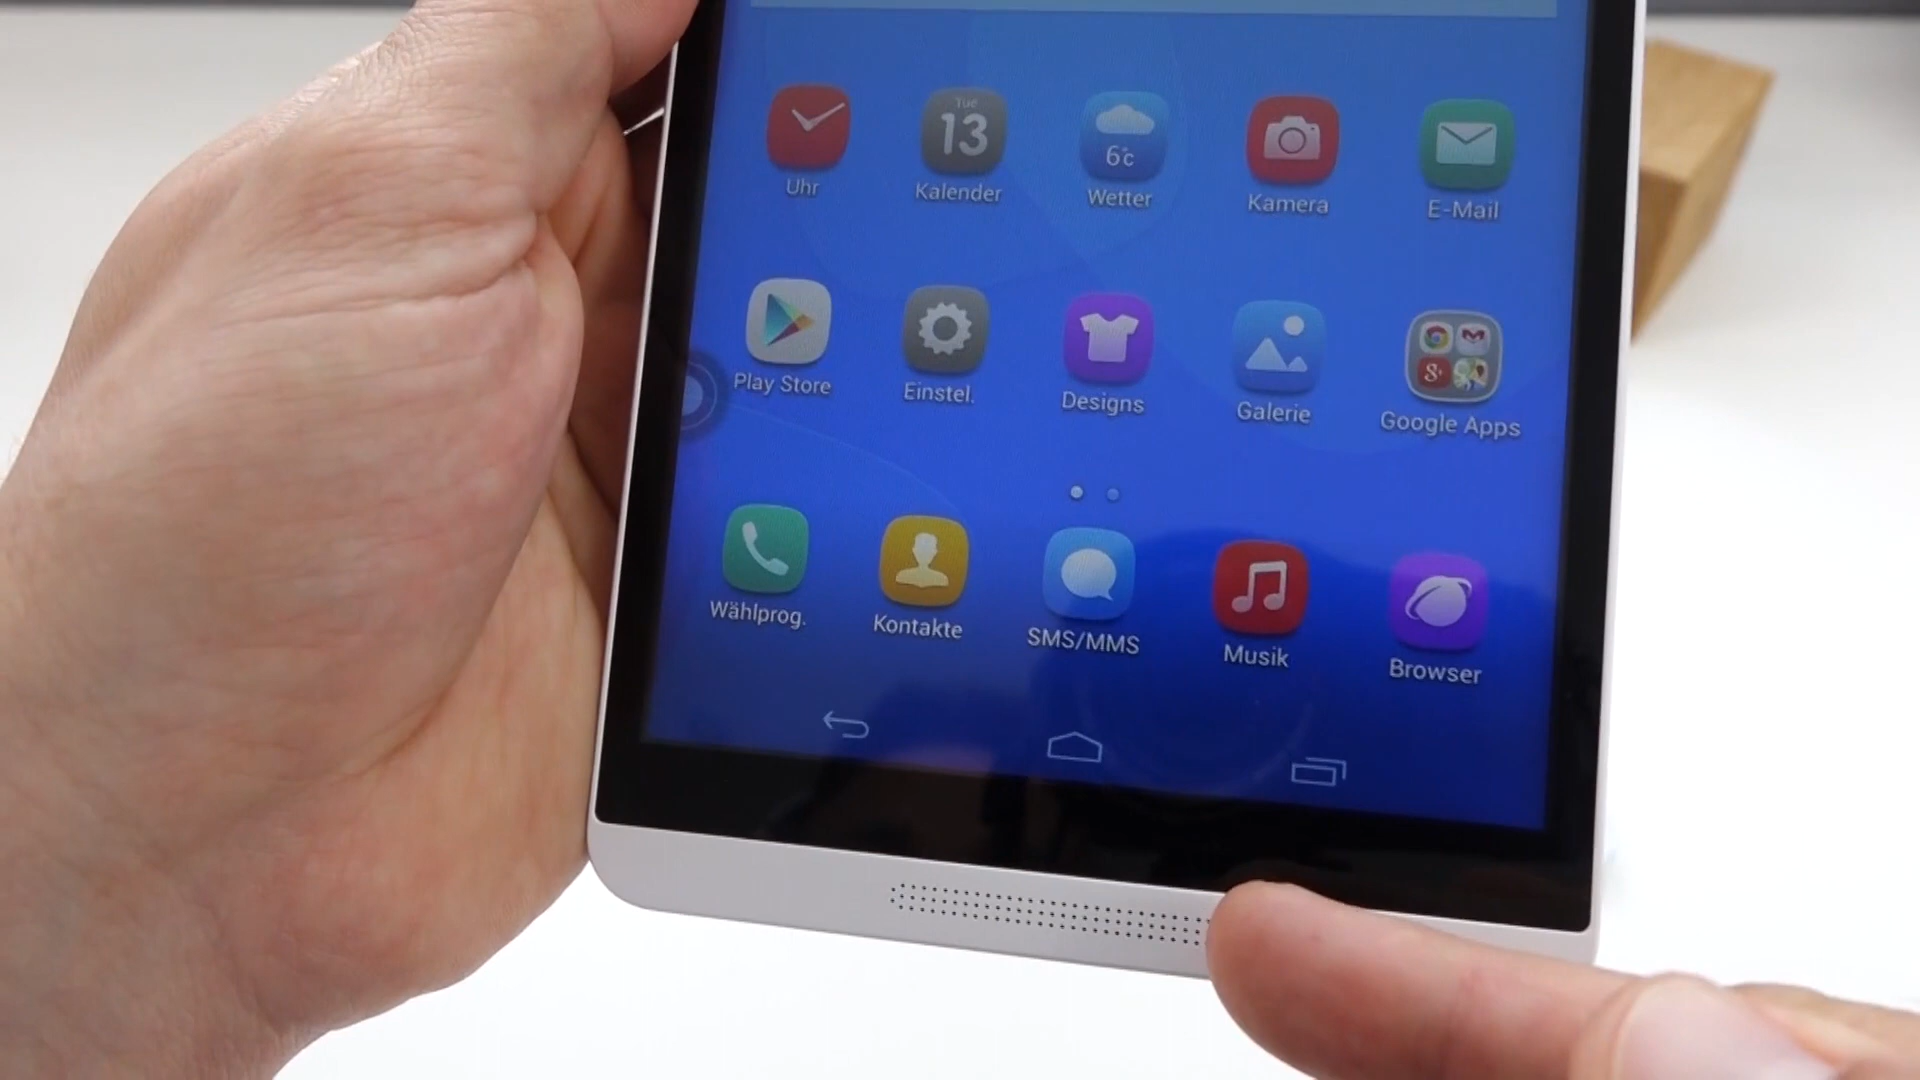 Tue
13
6°c
Uhr
Kalender
Wetter
Kamera
E-Mail
8+
Play Store
Einstel.
Designs
Galerie
Google Apps
Wählprog.
Kontakte
SMS/MMS
Musik
Browser